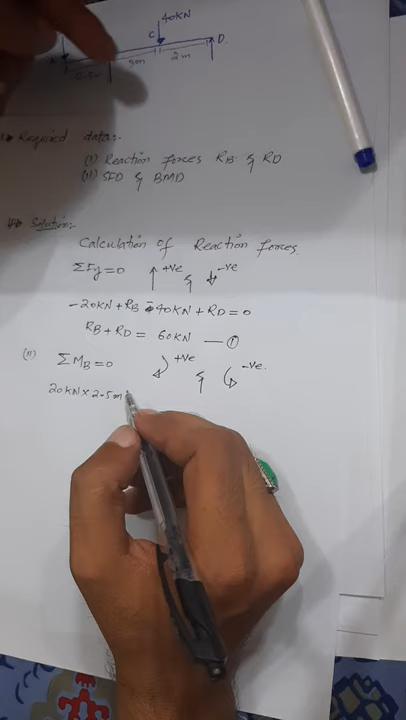 40KN
C
D.
3m
2m
Required data:-
(i) Reaction forces RB & RD
(ii) SFD & BMD
Solution:-
Calculation of Reaction forces.
ΣFy=0 ↑+ve & ↓-ve
-20KN+RB-40KN+RD=0
RB+RD = 60KN —①
(ii) ΣMB=0 +ve & -ve.
20KN×2.5m